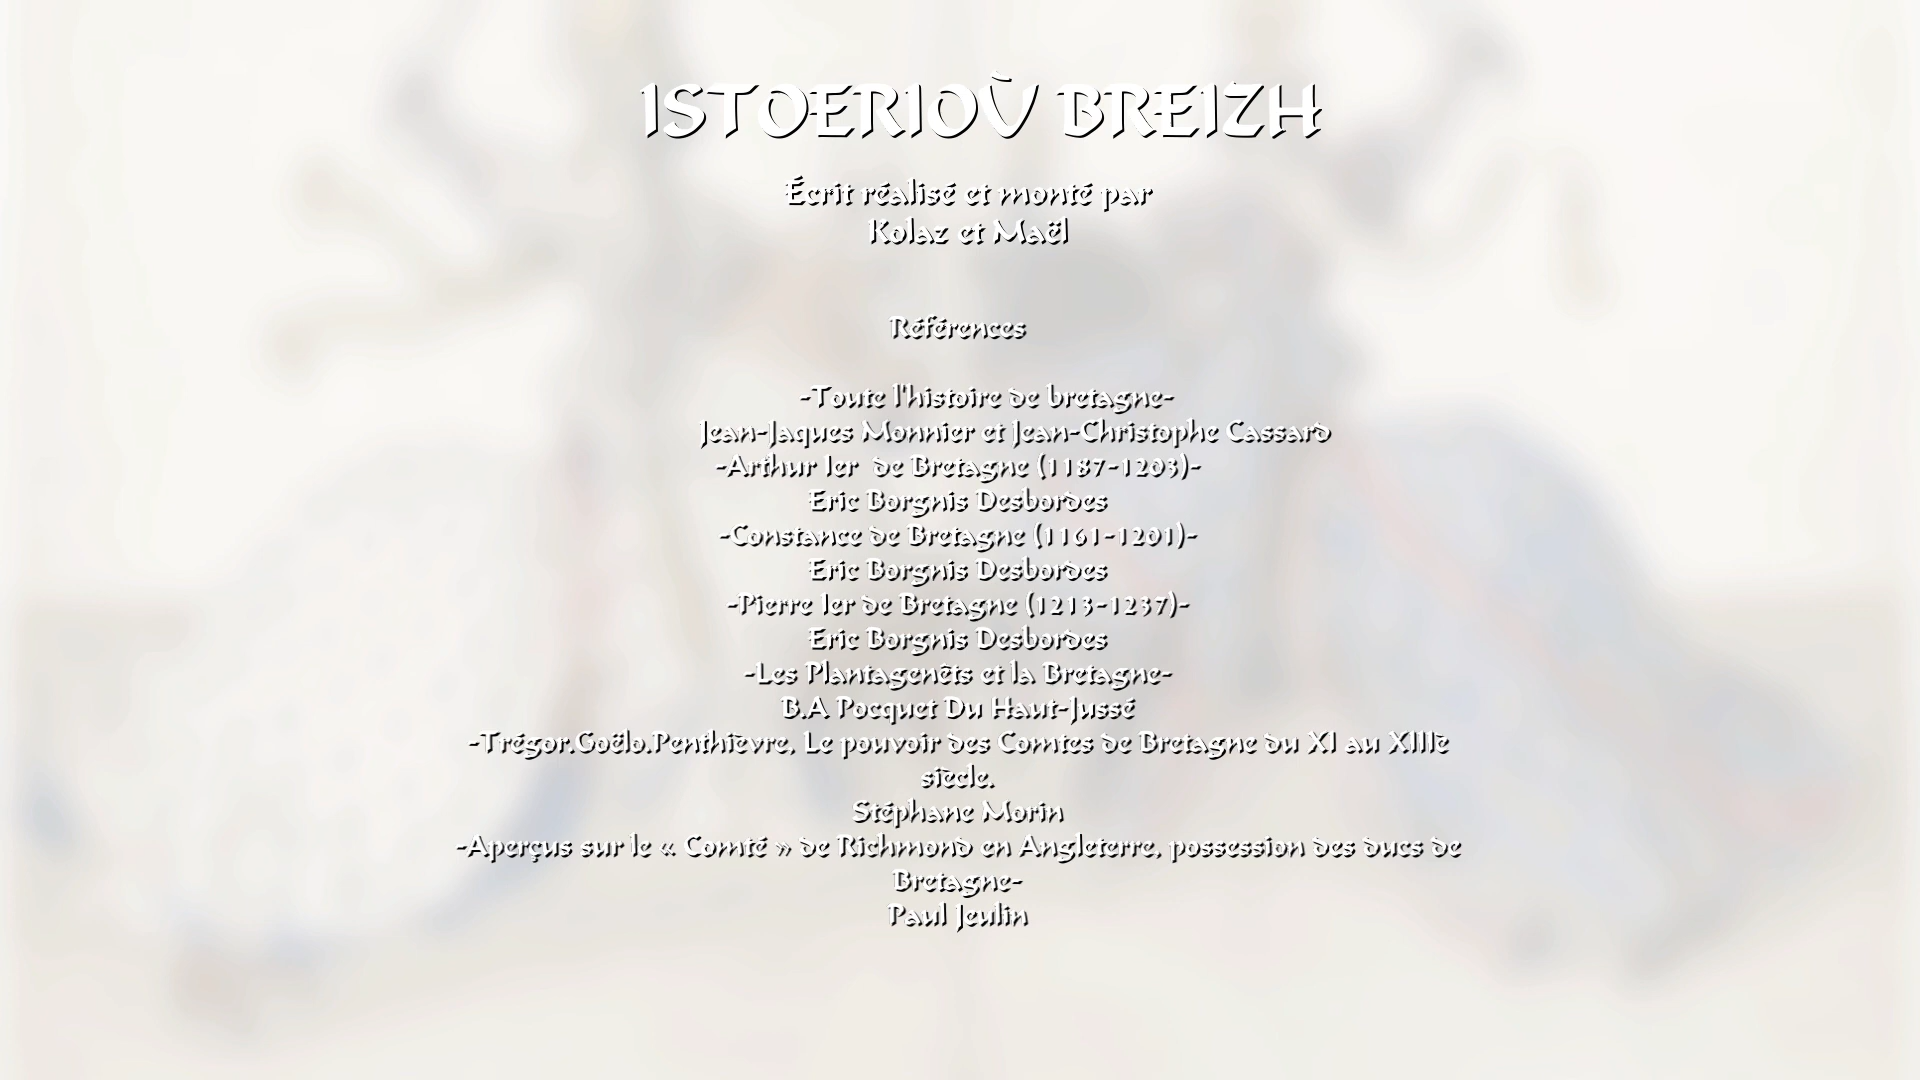 ISTOERIOÙ BREIZH
Écrit réalisé et monté par
Kolaz et Maël
Références
-Toute l'histoire de bretagne-
Jean-Jaques Monnier et Jean-Christophe Cassard
-Arthur Ier de Bretagne (1187-1203)-
Eric Borgnis Desbordes
-Constance de Bretagne (1161-1201)-
Eric Borgnis Desbordes
-Pierre Ier de Bretagne (1213-1237)-
Eric Borgnis Desbordes
-Les Plantagenêts et la Bretagne-
B.A Pocquet Du Haut-Jussé
-Trégor.Goëlo.Penthièvre, Le pouvoir des Comtes de Bretagne du XI au XIIIè
siècle.
Stéphane Morin
-Aperçus sur le « Comté » de Richmond en Angleterre, possession des ducs de
Bretagne-
Paul Jeulin